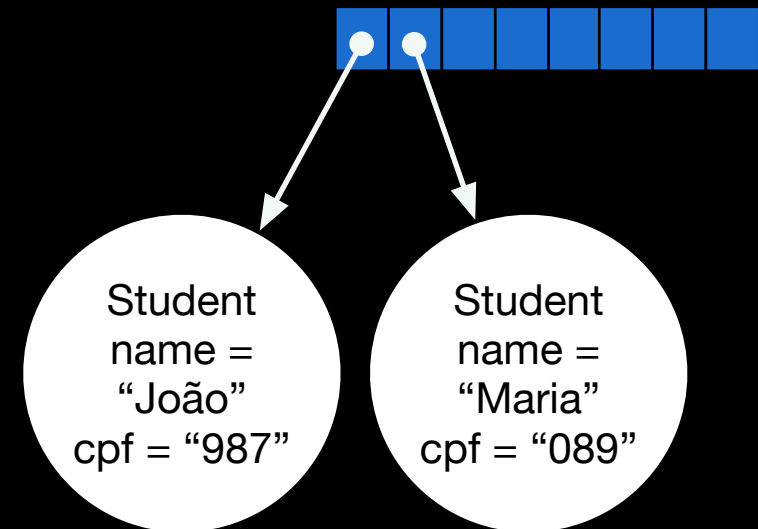 Student
name =
“João”
cpf = “987”
Student
name =
“Maria”
cpf = “089”